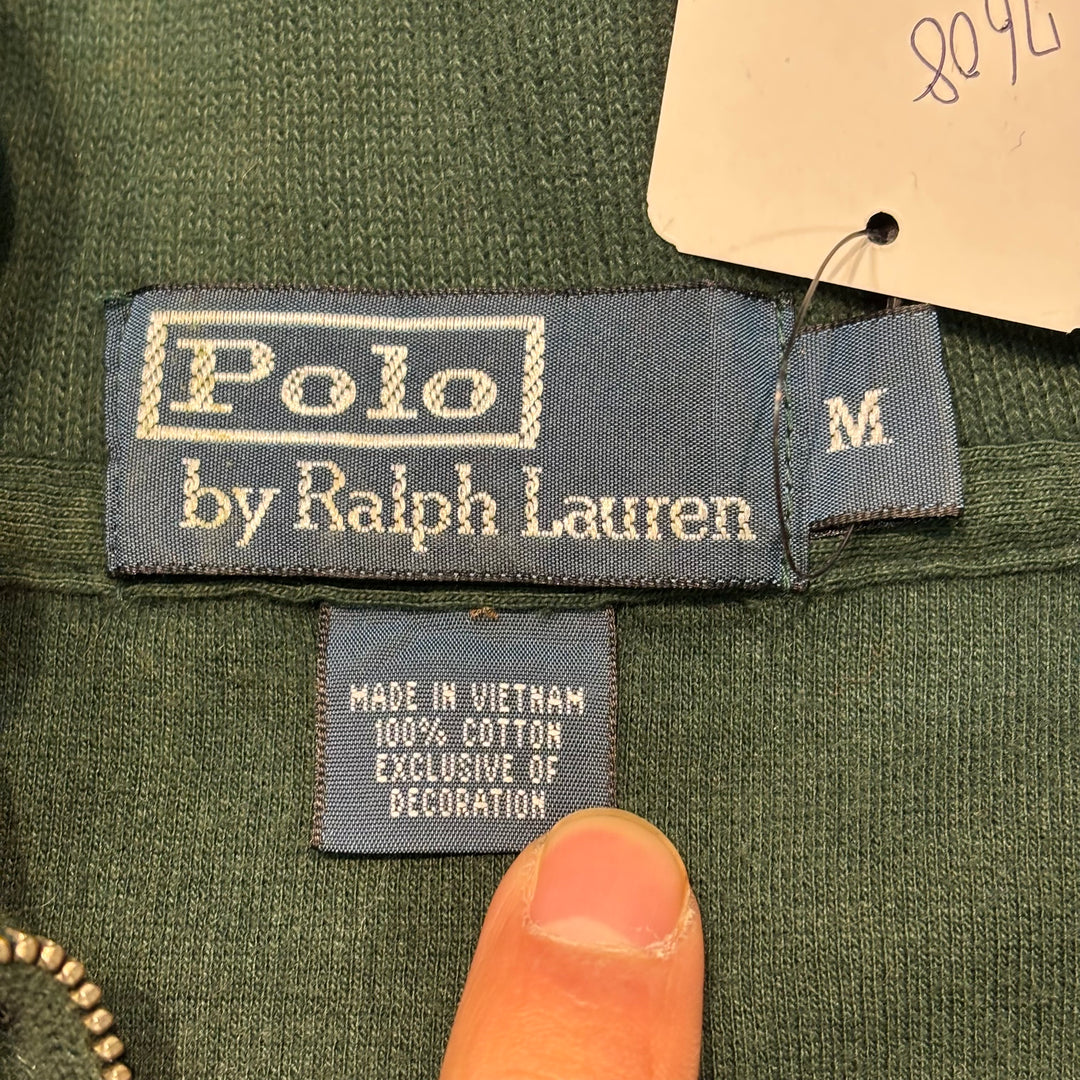 Polo
by Ralph Lauren
M
MADE IN VIETNAM
100% COTTON
EXCLUSIVE OF
DECORATION